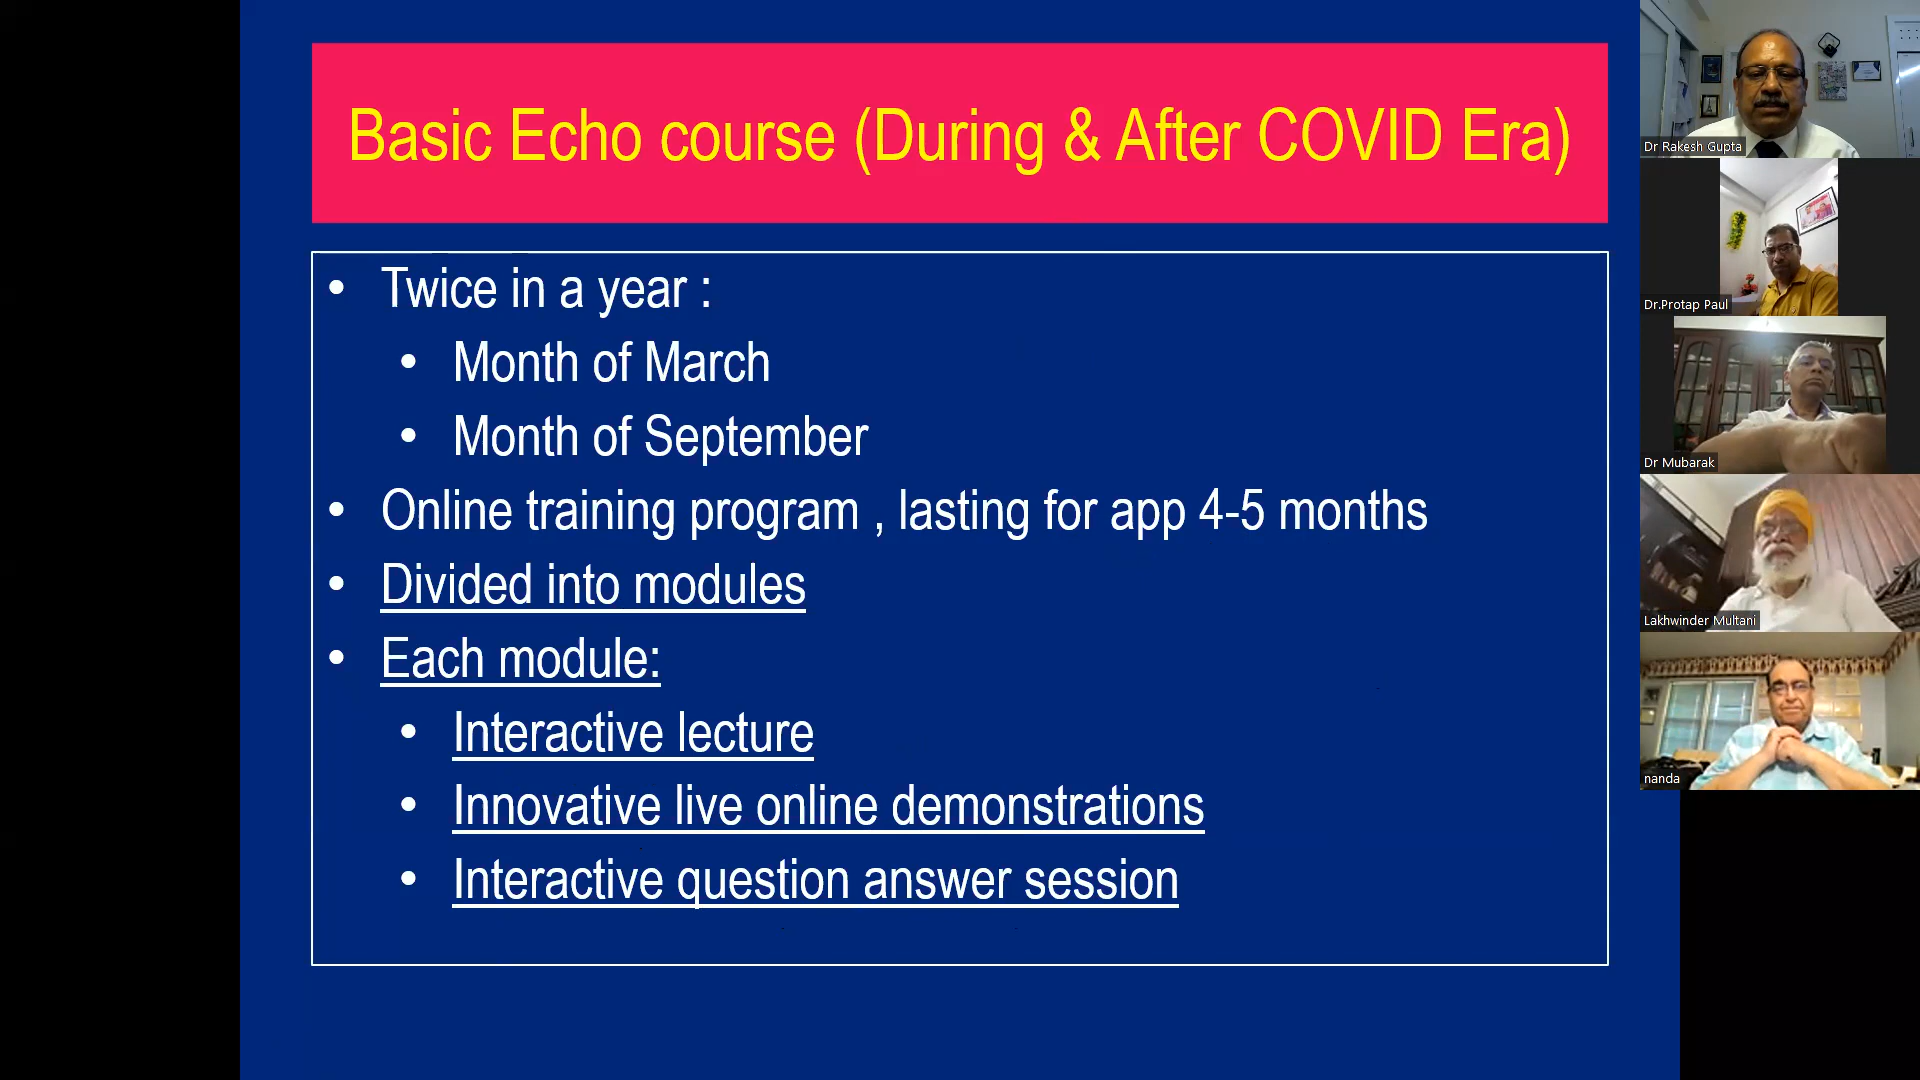 Basic Echo course (During & After COVID Era)
• Twice in a year :
• Month of March
• Month of September
• Online training program , lasting for app 4-5 months
• Divided into modules
• Each module:
• Interactive lecture
• Innovative live online demonstrations
• Interactive question answer session
Dr Rakesh Gupta
Dr.Protap Paul
Dr Mubarak
Lakhwinder Multani
nanda